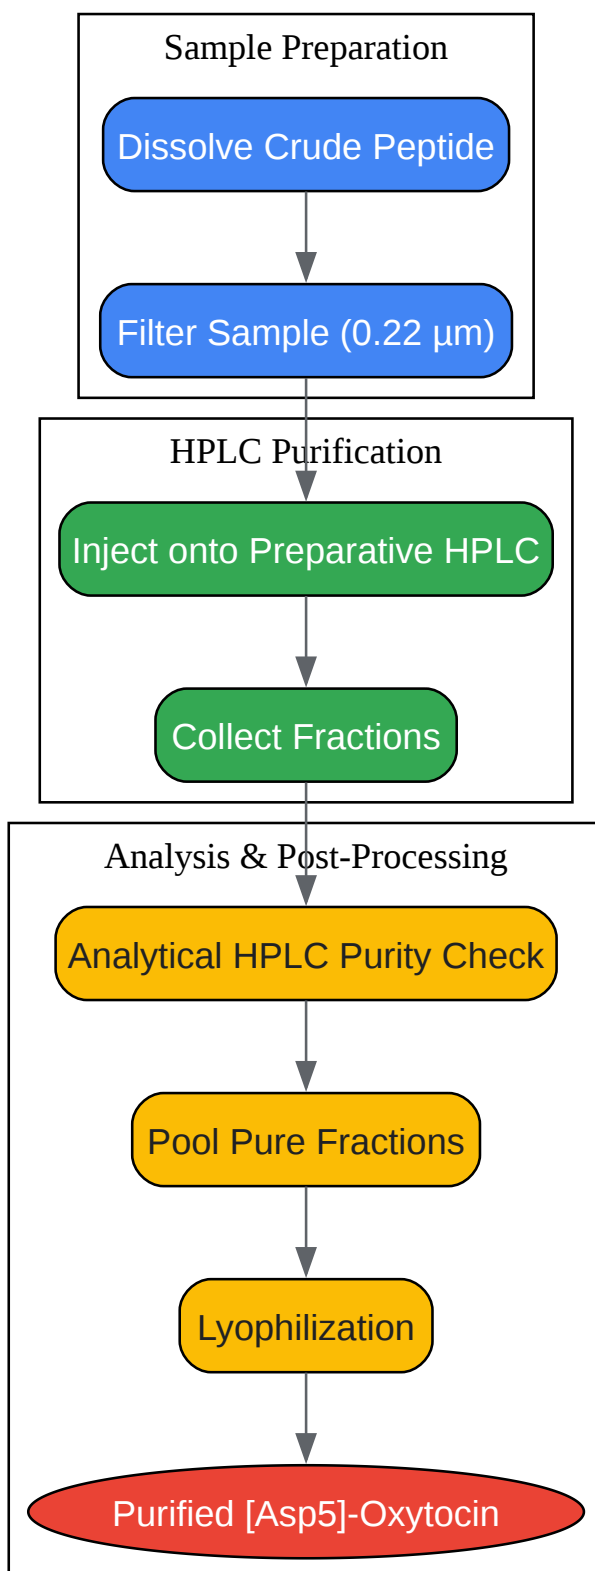 Sample Preparation
Dissolve Crude Peptide
Filter Sample (0.22 µm)
HPLC Purification
Inject onto Preparative HPLC
Collect Fractions
Analysis & Post-Processing
Analytical HPLC Purity Check
Pool Pure Fractions
Lyophilization
Purified [Asp5]-Oxytocin